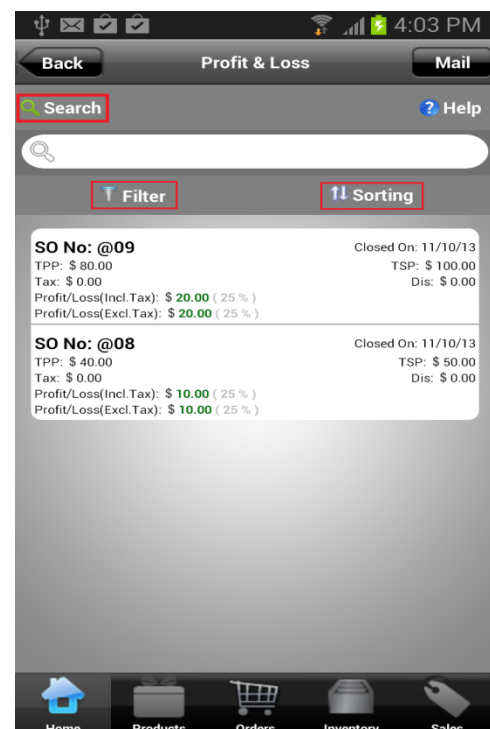 4:03 PM
Back Profit & Loss Mail
Search Help
Filter Sorting
SO No: @09 Closed On: 11/10/13
TPP: $ 80.00 TSP: $ 100.00
Tax: $ 0.00 Dis: $ 0.00
Profit/Loss(Incl.Tax): $ 20.00 ( 25 % )
Profit/Loss(Excl.Tax): $ 20.00 ( 25 % )
SO No: @08 Closed On: 11/10/13
TPP: $ 40.00 TSP: $ 50.00
Tax: $ 0.00 Dis: $ 0.00
Profit/Loss(Incl.Tax): $ 10.00 ( 25 % )
Profit/Loss(Excl.Tax): $ 10.00 ( 25 % )
Home Products Orders Inventory Sales